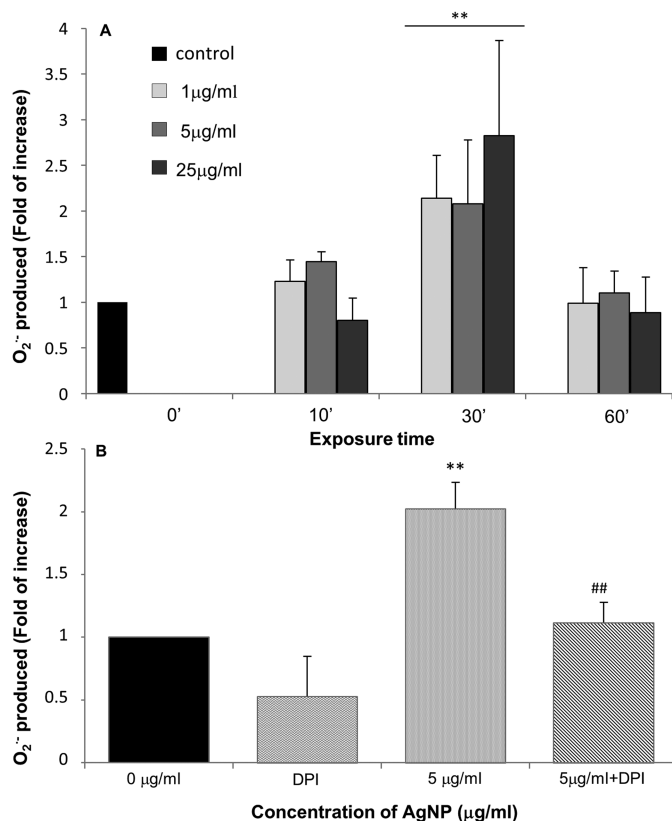 A
O2·- produced (Fold of increase)
4
3.5
3
2.5
2
1.5
1
0.5
0
control
1µg/ml
5µg/ml
25µg/ml
**
0’ 10’ 30’ 60’
Exposure time
B
O2·- produced (Fold of increase)
2.5
2
1
0.5
0
**
##
0 µg/ml DPI 5 µg/ml 5µg/ml+DPI
Concentration of AgNP (µg/ml)